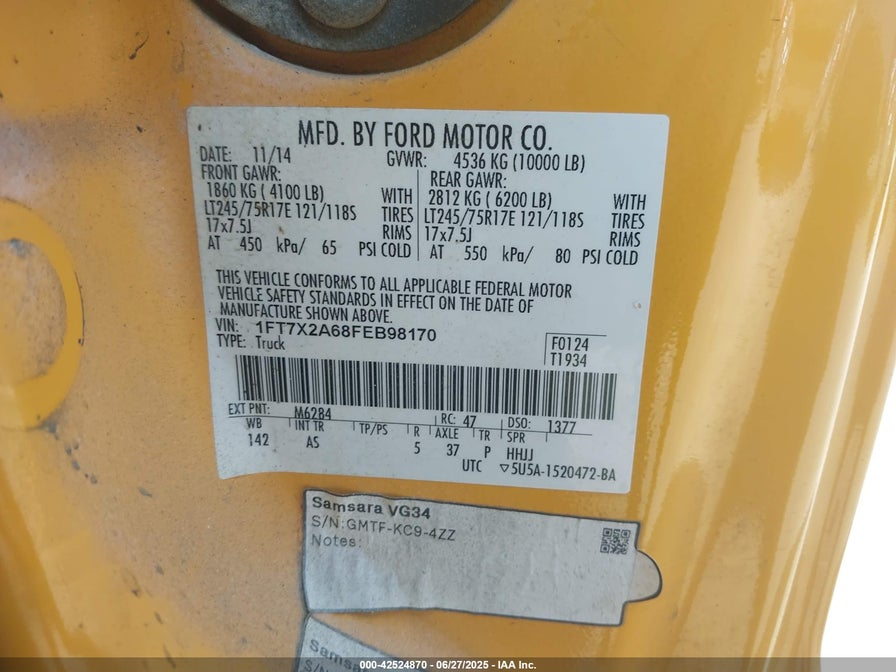 MFD. BY FORD MOTOR CO.
DATE: 11/14 GVWR: 4536 KG (10000 LB)
FRONT GAWR: REAR GAWR:
1860 KG ( 4100 LB) WITH 2812 KG ( 6200 LB) WITH
LT245/75R17E 121/118S TIRES LT245/75R17E 121/118S TIRES
17x7.5J RIMS 17x7.5J RIMS
AT 450 kPa/ 65 PSI COLD AT 550 kPa/ 80 PSI COLD
THIS VEHICLE CONFORMS TO ALL APPLICABLE FEDERAL MOTOR
VEHICLE SAFETY STANDARDS IN EFFECT ON THE DATE OF
MANUFACTURE SHOWN ABOVE.
VIN: 1FT7X2A68FEB98170
TYPE: Truck
F0124
T1934
EXT PNT: M6284 RC: 47 DSO: 1377
WB INT TR TP/PS R AXLE TR SPR
142 AS 5 37 P HHJJ
UTC ▽5U5A-1520472-BA
Samsara VG34
S/N:GMTF-KC9-4ZZ
Notes:
Samsara
S/N
000-42524870 - 06/27/2025 - IAA Inc.